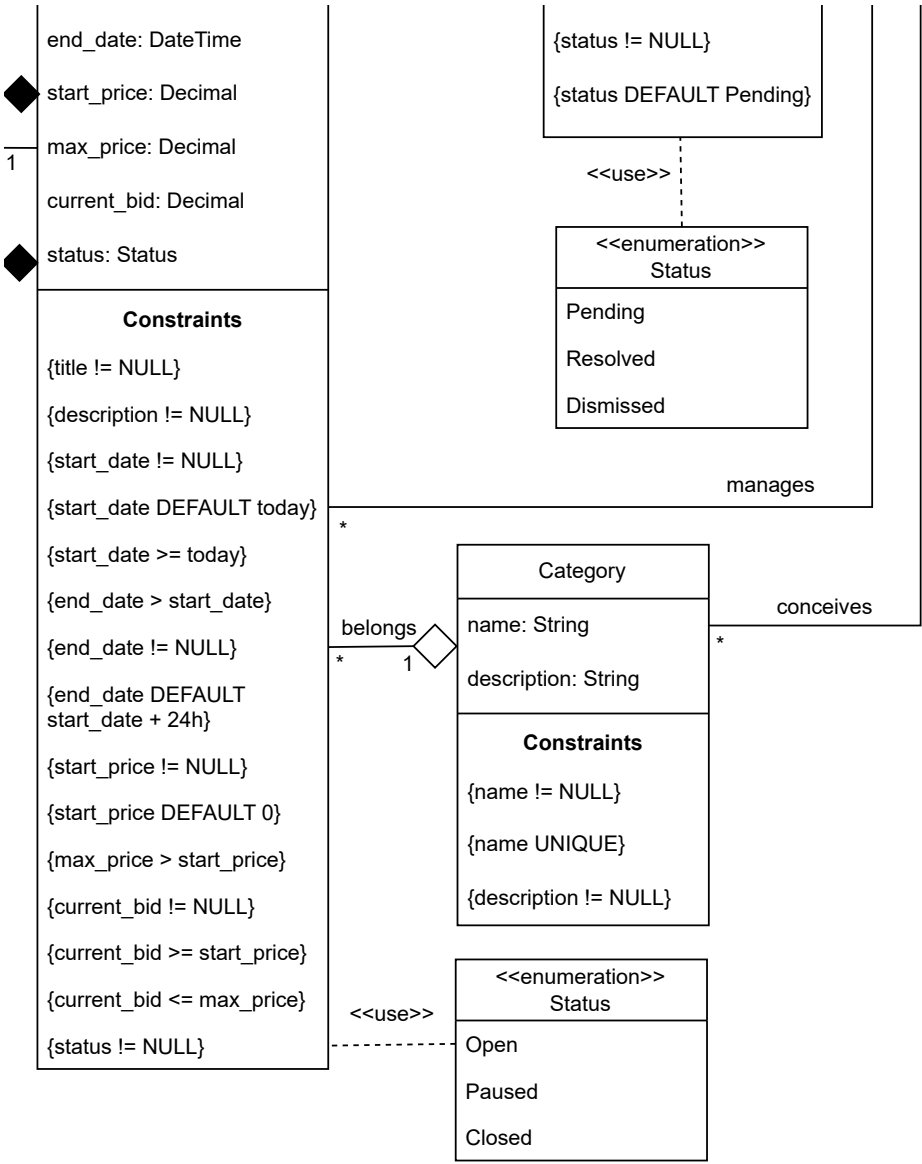 end_date: DateTime
start_price: Decimal
max_price: Decimal
1
current_bid: Decimal
status: Status
Constraints
{title != NULL}
{description != NULL}
{start_date != NULL}
{start_date DEFAULT today}
{start_date >= today}
{end_date > start_date}
{end_date != NULL}
{end_date DEFAULT
start_date + 24h}
{start_price != NULL}
{start_price DEFAULT 0}
{max_price > start_price}
{current_bid != NULL}
{current_bid >= start_price}
{current_bid <= max_price}
{status != NULL}
{status != NULL}
{status DEFAULT Pending}
<<use>>
<<enumeration>>
Status
Pending
Resolved
Dismissed
manages
*
belongs
*
1
Category
name: String
description: String
Constraints
{name != NULL}
{name UNIQUE}
{description != NULL}
conceives
*
<<use>>
<<enumeration>>
Status
Open
Paused
Closed